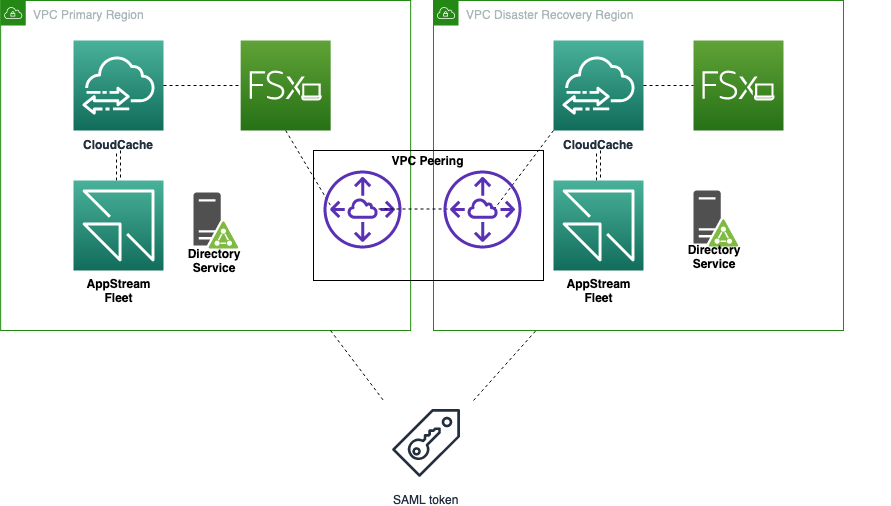 VPC Primary Region
VPC Disaster Recovery Region
FSx
FSx
CloudCache
CloudCache
VPC Peering
Directory
Service
Directory
Service
AppStream
Fleet
AppStream
Fleet
SAML token